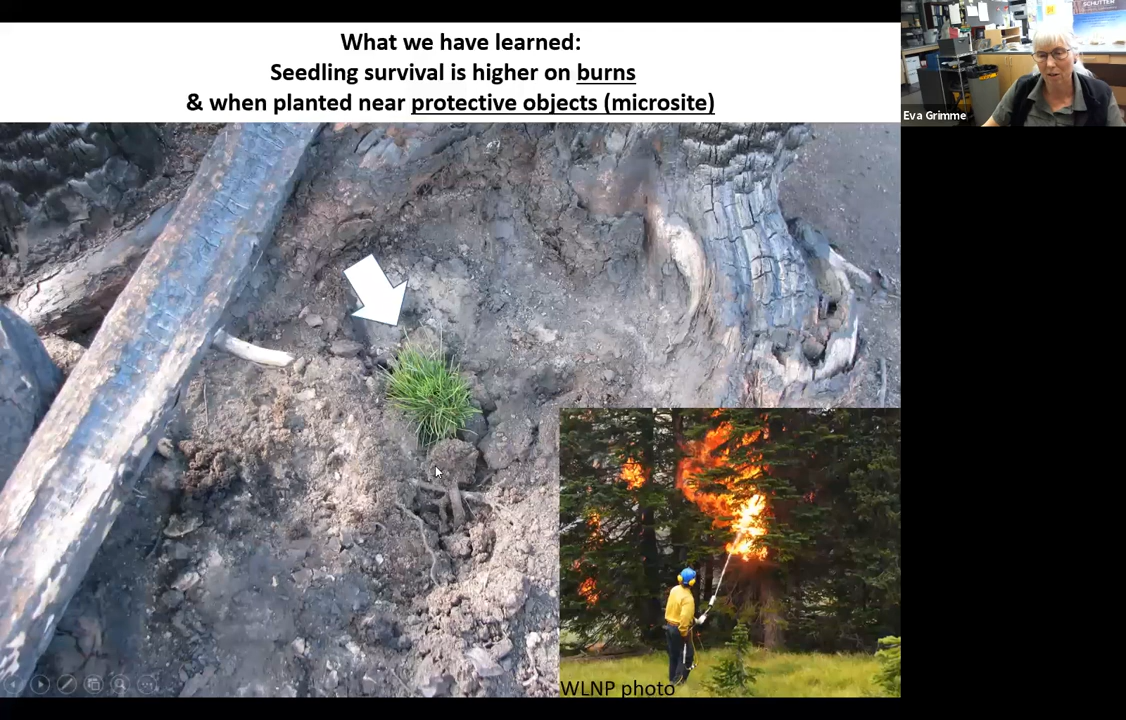 What we have learned:
Seedling survival is higher on burns
& when planted near protective objects (microsite)
SCHUTTER
Eva Grimme
WLNP photo